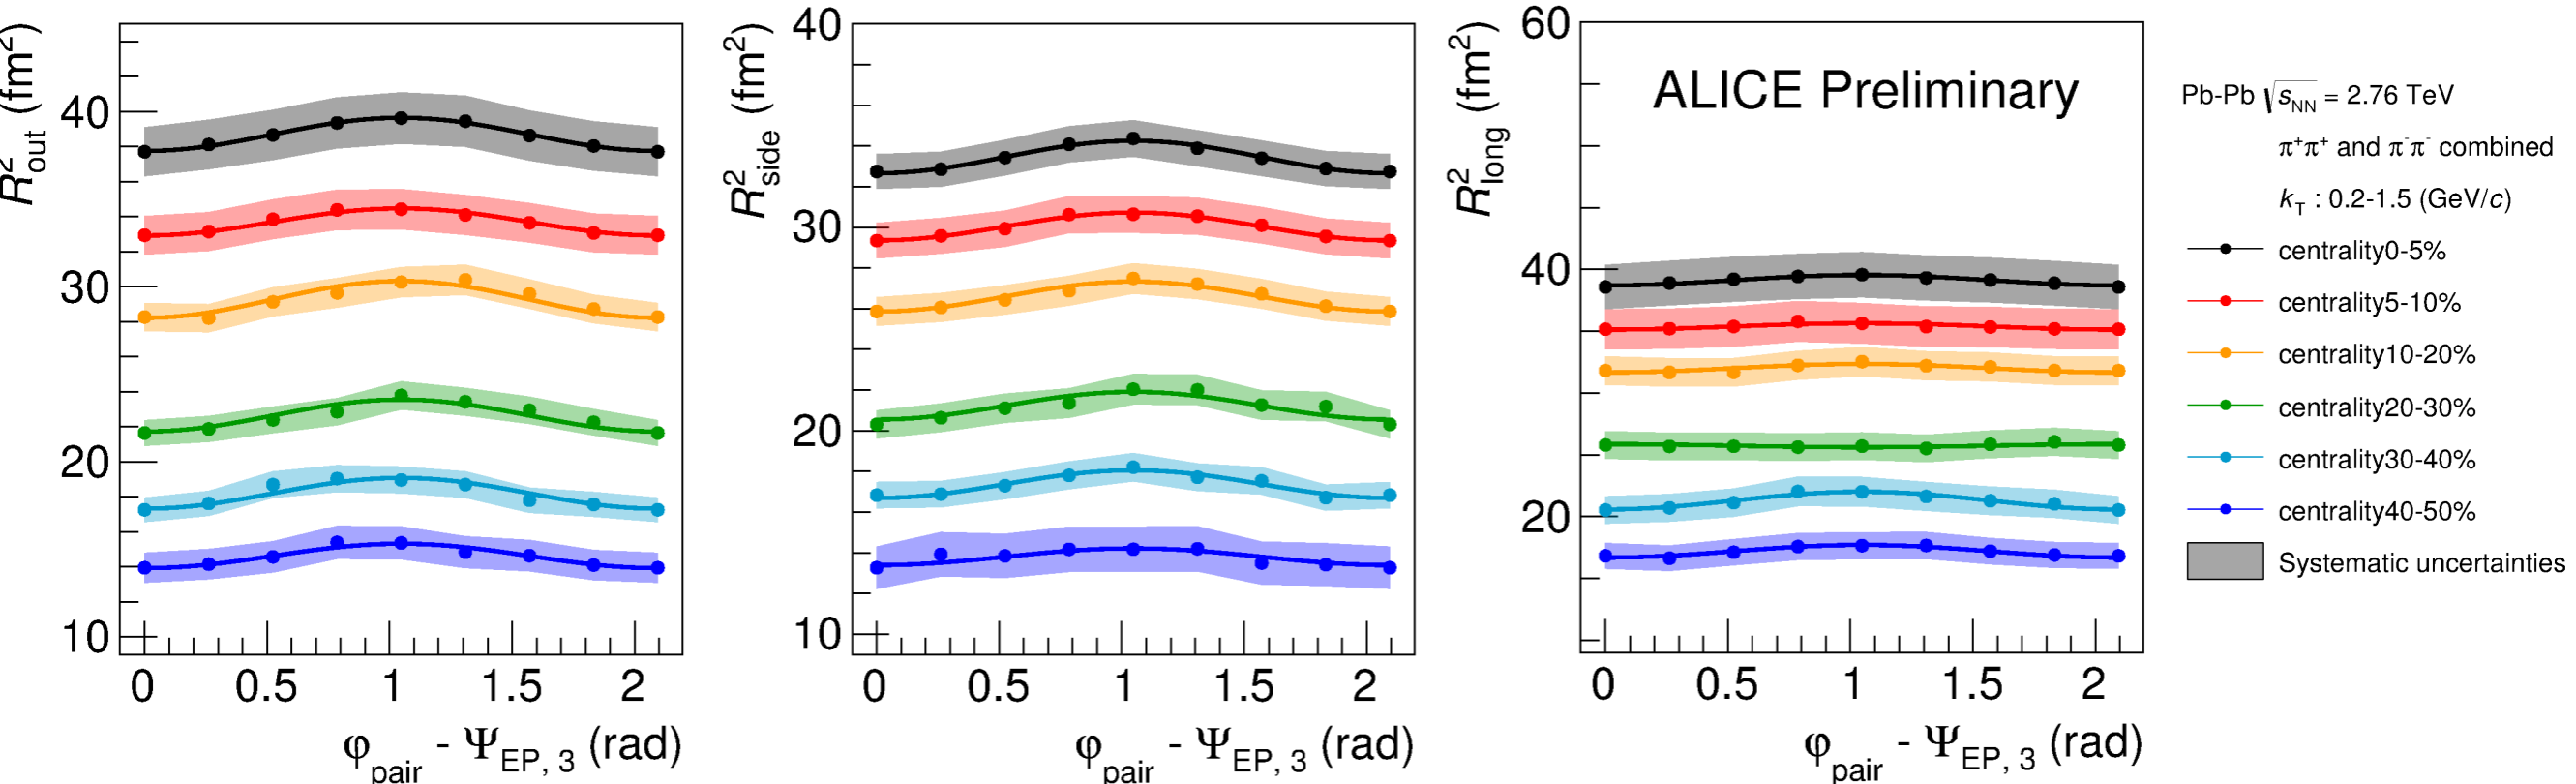 R²out (fm²)
40
30
20
10
0 0.5 1 1.5 2
φpair - ΨEP, 3 (rad)
R²side (fm²)
40
30
20
10
0 0.5 1 1.5 2
φpair - ΨEP, 3 (rad)
R²long (fm²)
60
40
20
0 0.5 1 1.5 2
φpair - ΨEP, 3 (rad)
ALICE Preliminary
Pb-Pb √sNN = 2.76 TeV
π⁺π⁺ and π⁻π⁻ combined
kT : 0.2-1.5 (GeV/c)
centrality0-5%
centrality5-10%
centrality10-20%
centrality20-30%
centrality30-40%
centrality40-50%
Systematic uncertainties